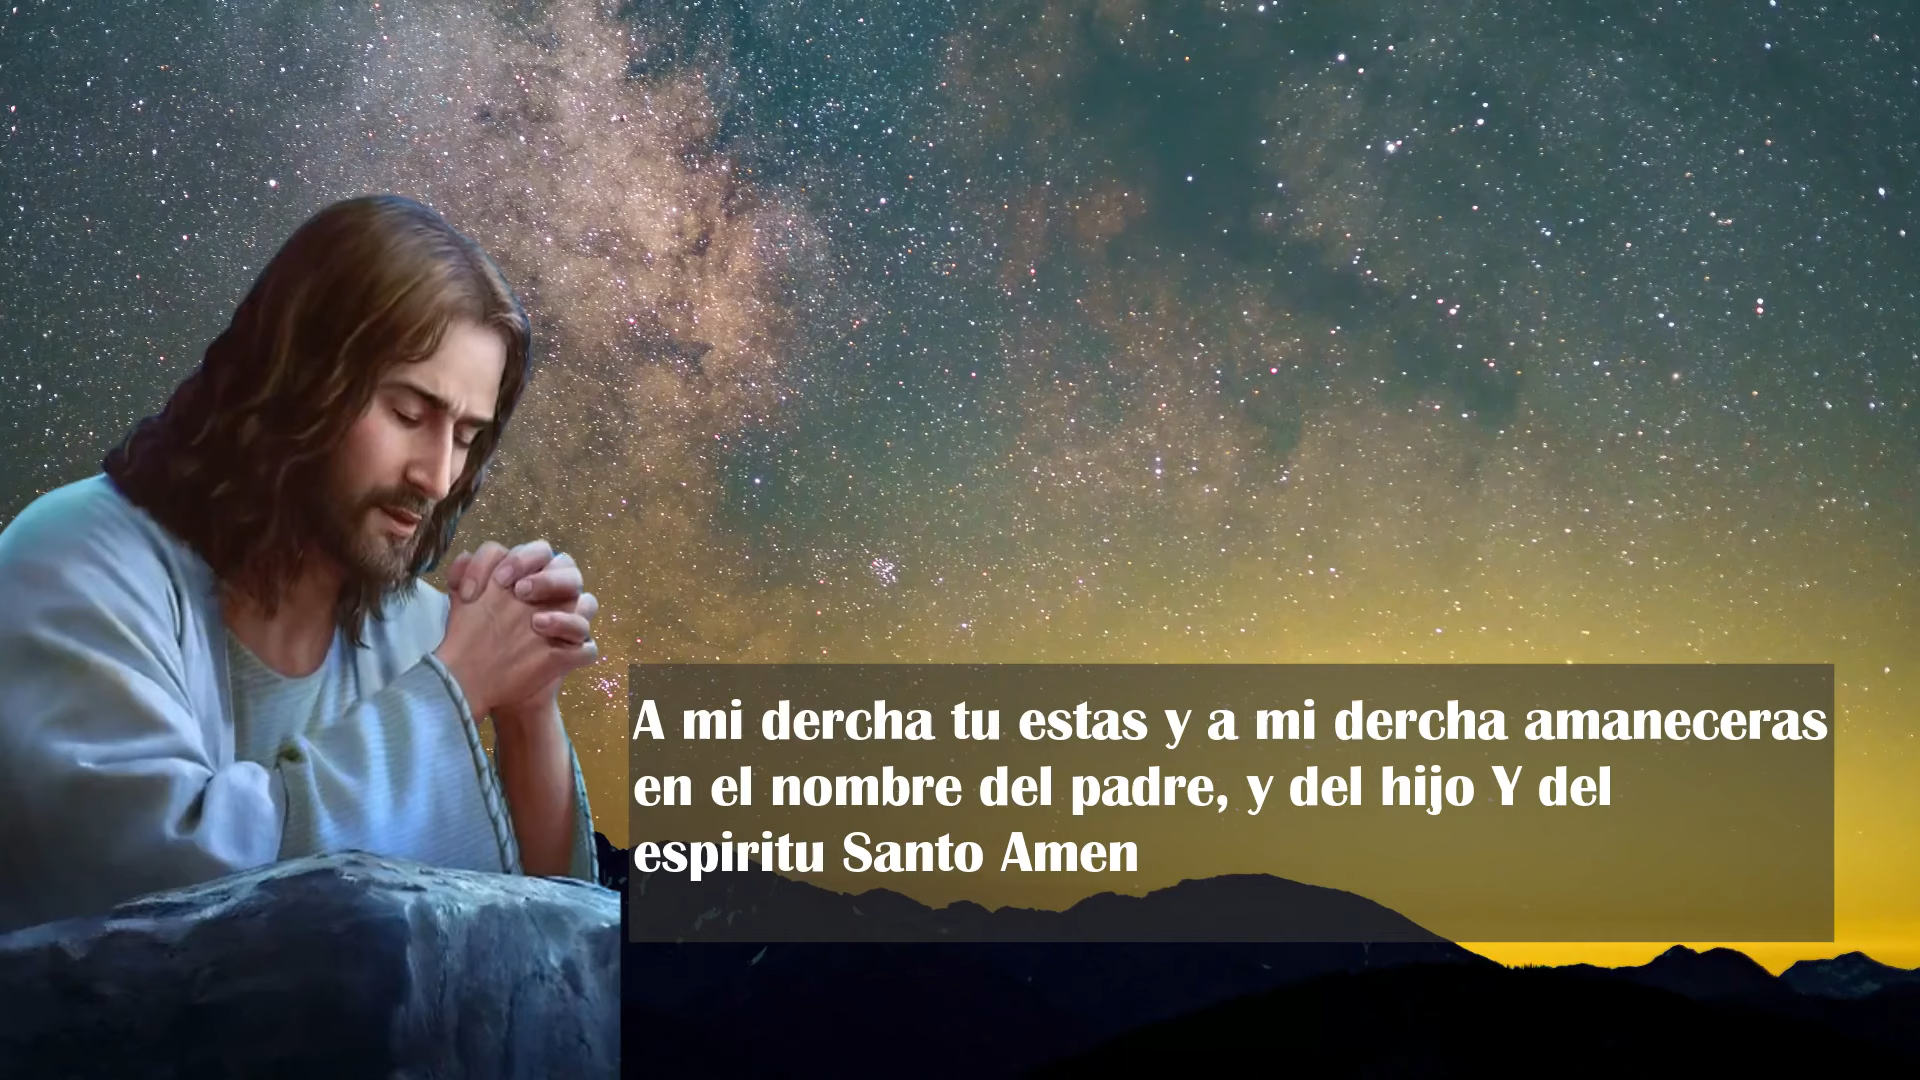 A mi dercha tu estas y a mi dercha amaneceras
en el nombre del padre, y del hijo Y del
espiritu Santo Amen